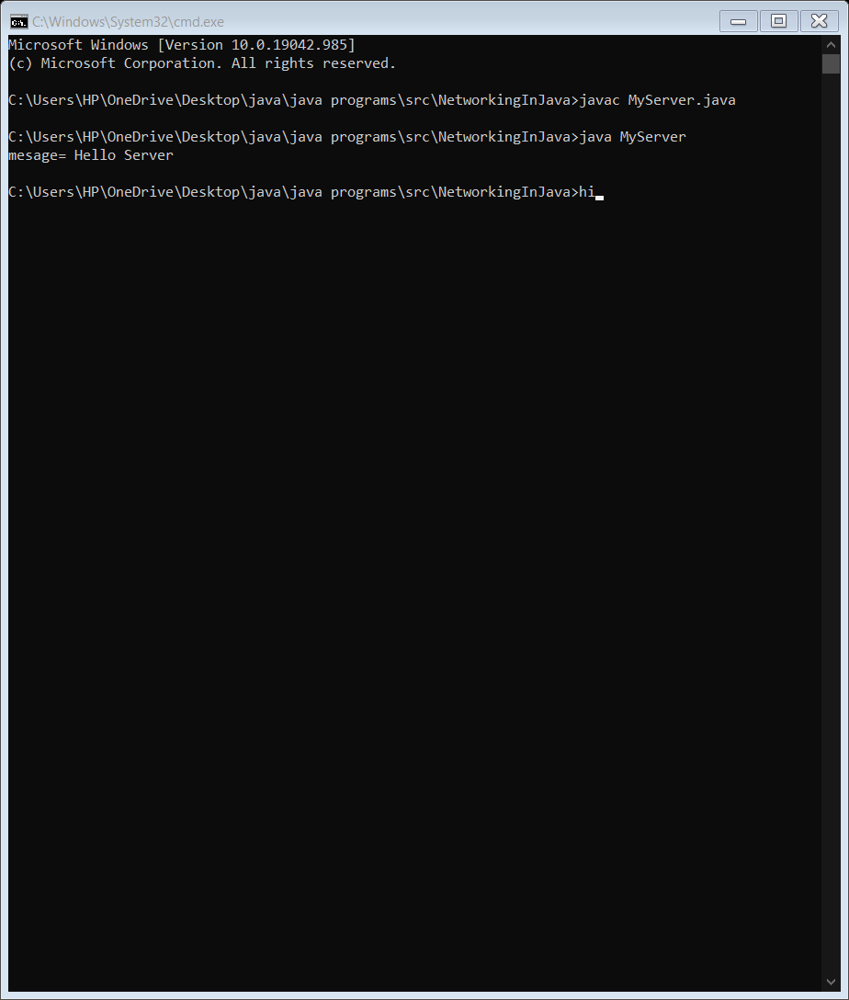 C:\Windows\System32\cmd.exe
Microsoft Windows [Version 10.0.19042.985]
(c) Microsoft Corporation. All rights reserved.
C:\Users\HP\OneDrive\Desktop\java\java programs\src\NetworkingInJava>javac MyServer.java
C:\Users\HP\OneDrive\Desktop\java\java programs\src\NetworkingInJava>java MyServer
mesage= Hello Server
C:\Users\HP\OneDrive\Desktop\java\java programs\src\NetworkingInJava>hi